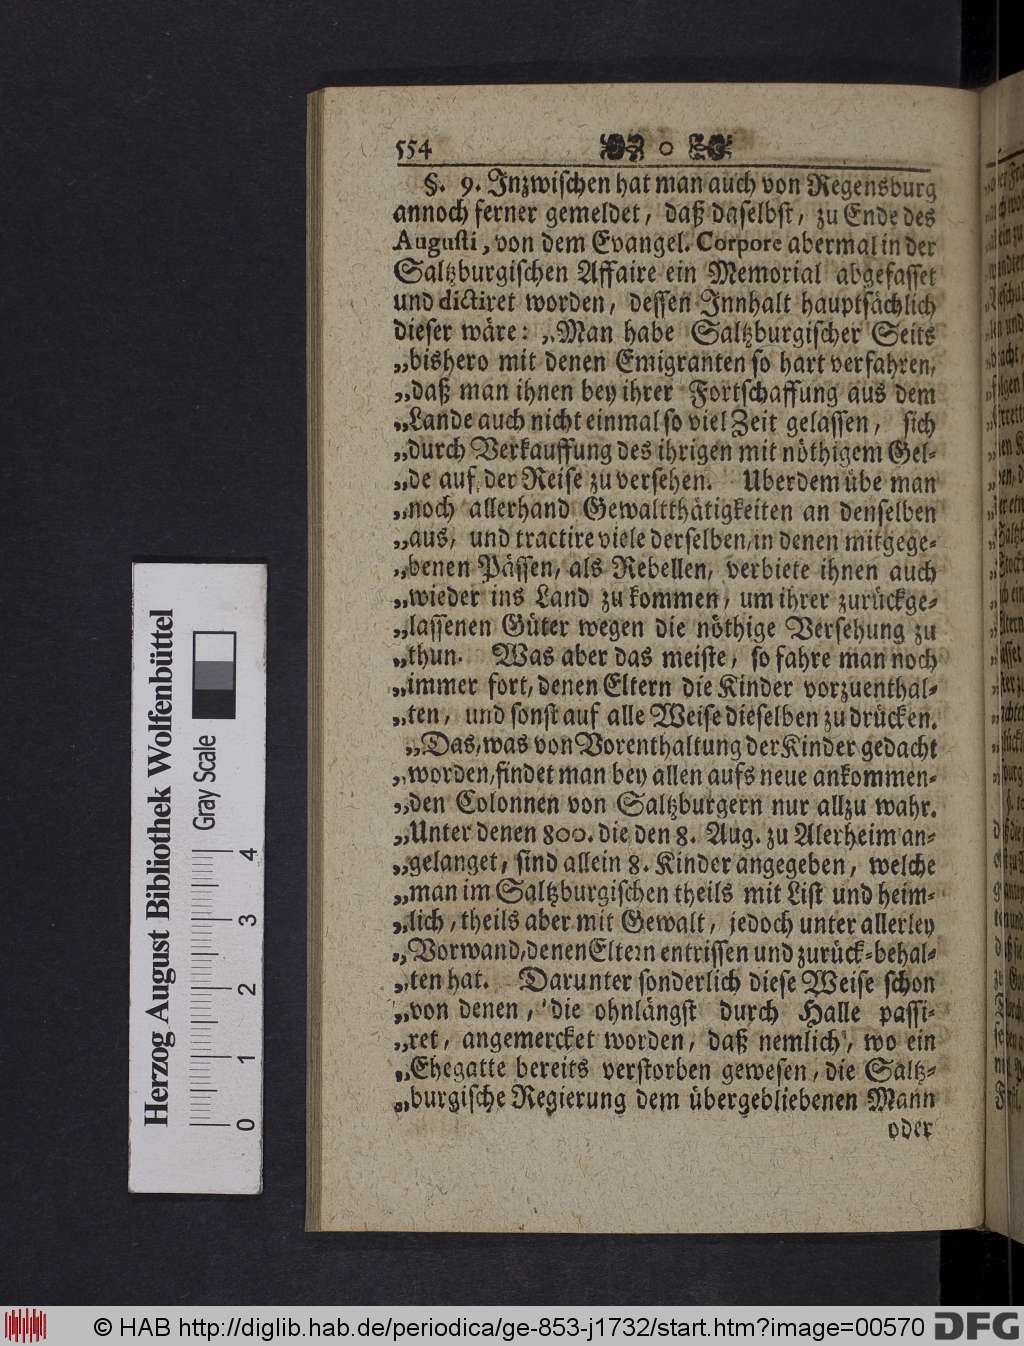 554
§. 9. Inzwischen hat man auch von Regensburg
annoch ferner gemeldet, daß daselbst, zu Ende des
Augusti, von dem Evangel. Corpore abermal in der
Saltzburgischen Affaire ein Memorial abgefasset
und dictiret worden, dessen Innhalt hauptsächlich
dieser wäre: „Man habe Saltzburgischer Seits
„bishero mit denen Emigranten so hart verfahren,
„daß man ihnen bey ihrer Fortschaffung aus dem
„Lande auch nicht einmal so viel Zeit gelassen, sich
„durch Verkauffung des ihrigen mit nöthigem Gel-
„de auf der Reise zu versehen. Uberdem übe man
„noch allerhand Gewaltthätigkeiten an denselben
„aus, und tractire viele derselben, in denen mitgege-
„benen Pässen, als Rebellen, verbiete ihnen auch
„wieder ins Land zu kommen, um ihrer zurückge-
„lassenen Güter wegen die nöthige Versehung zu
„thun. Was aber das meiste, so fahre man noch
„immer fort, denen Eltern die Kinder vorzuenthal-
„ten, und sonst auf alle Weise dieselben zu drücken.
„Das, was von Vorenthaltung der Kinder gedacht
„worden, findet man bey allen aufs neue ankommen-
„den Colonnen von Saltzburgern nur allzu wahr.
„Unter denen 800. die den 8. Aug. zu Alerheim an-
„gelanget, sind allein 8. Kinder angegeben, welche
„man im Saltzburgischen theils mit List und heim-
„lich, theils aber mit Gewalt, jedoch unter allerley
„Vorwand, denen Eltern entrissen und zurück-behal-
„ten hat. Darunter sonderlich diese Weise schon
„von denen, die ohnlängst durch Halle passi-
„ret, angemercket worden, daß nemlich, wo ein
„Ehegatte bereits verstorben gewesen, die Saltz-
„burgische Regierung dem übergebliebenen Mann
oder
Herzog August Bibliothek Wolfenbüttel
Gray Scale
0 1 2 3 4
© HAB http://diglib.hab.de/periodica/ge-853-j1732/start.htm?image=00570
DFG